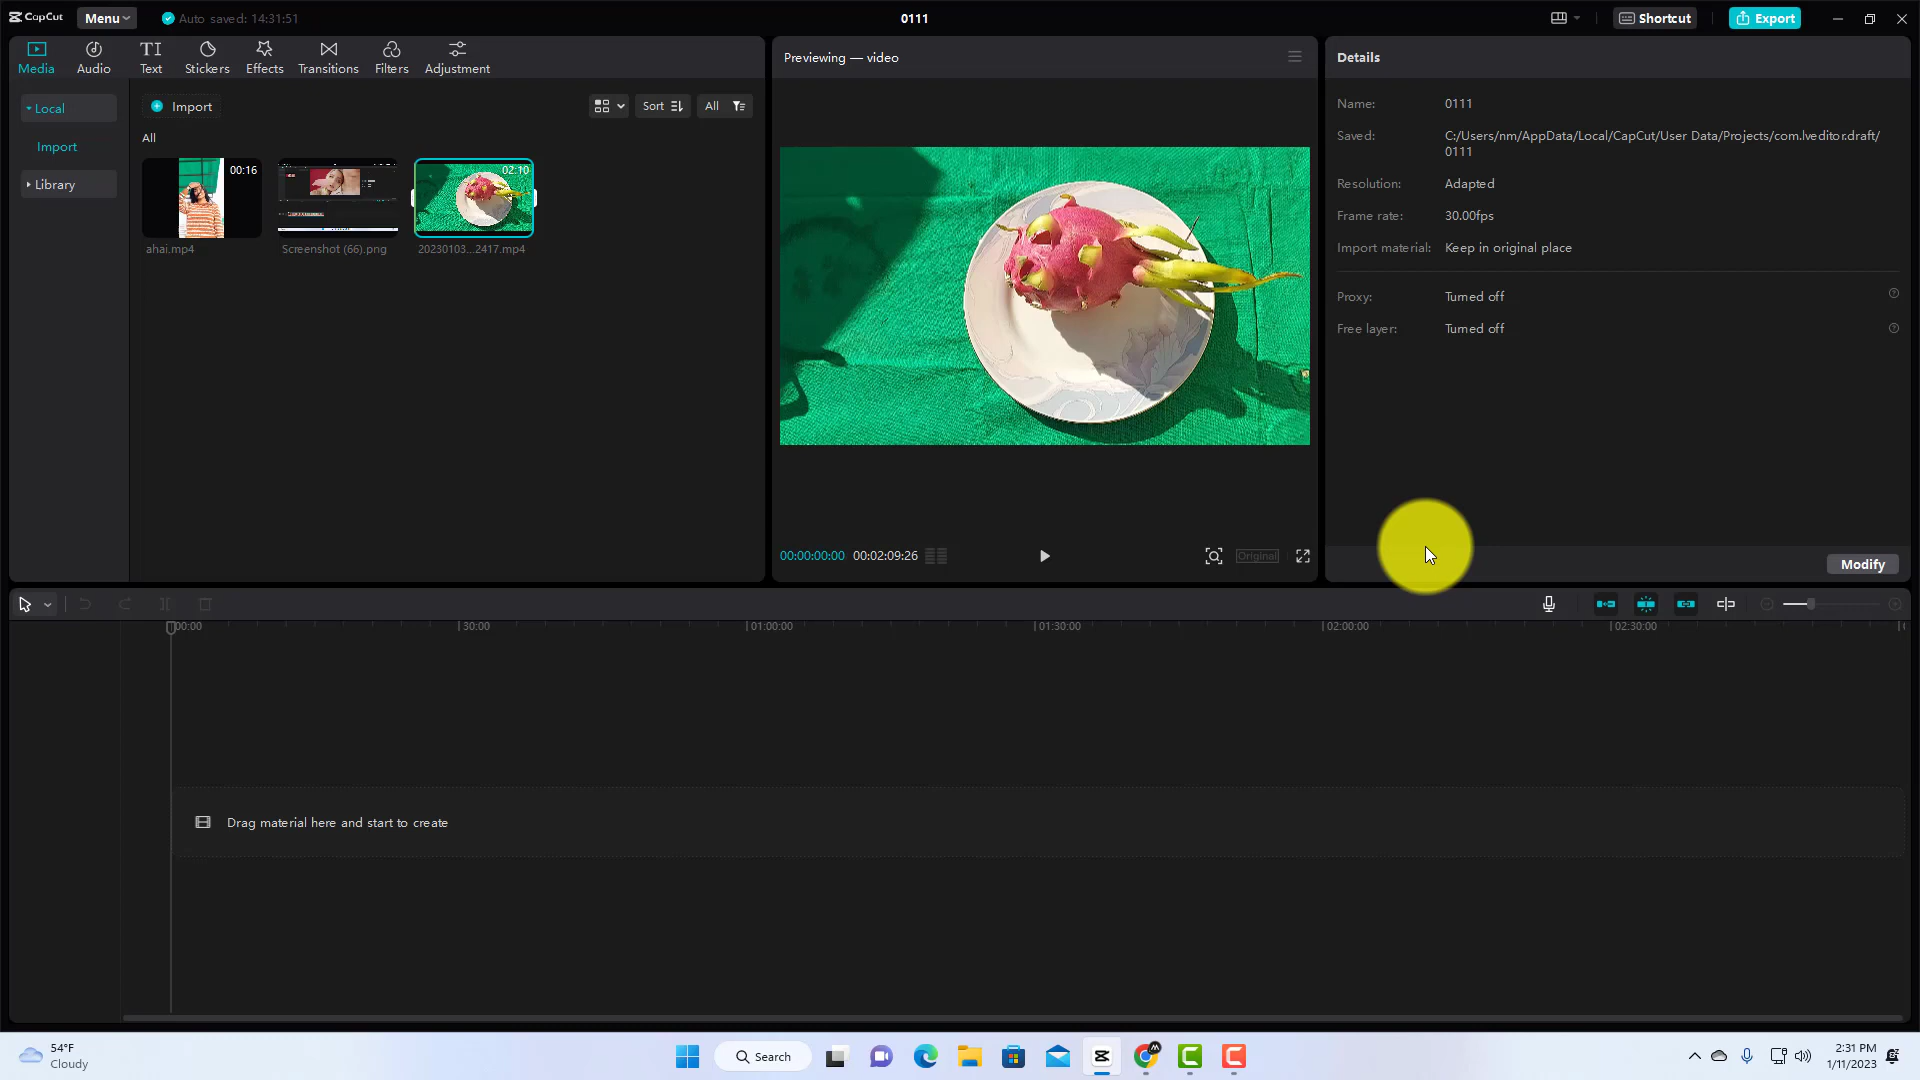 CapCut
Menu
Auto saved: 14:31:51
0111
Shortcut
Export
Media
Audio
Text
Stickers
Effects
Transitions
Filters
Adjustment
Local
Import
Library
Import
Sort
All
All
00:16
ahai.mp4
Screenshot (66).png
02:10
20230103...2417.mp4
Previewing — video
00:00:00:00 00:02:09:26
Original
Details
Name: 0111
Saved: C:/Users/nm/AppData/Local/CapCut/User Data/Projects/com.lveditor.draft/
0111
Resolution: Adapted
Frame rate: 30.00fps
Import material: Keep in original place
Proxy: Turned off
Free layer: Turned off
Modify
00:00
30:00
01:00:00
01:30:00
02:00:00
02:30:00
Drag material here and start to create
54°F
Cloudy
Search
2:31 PM
1/11/2023